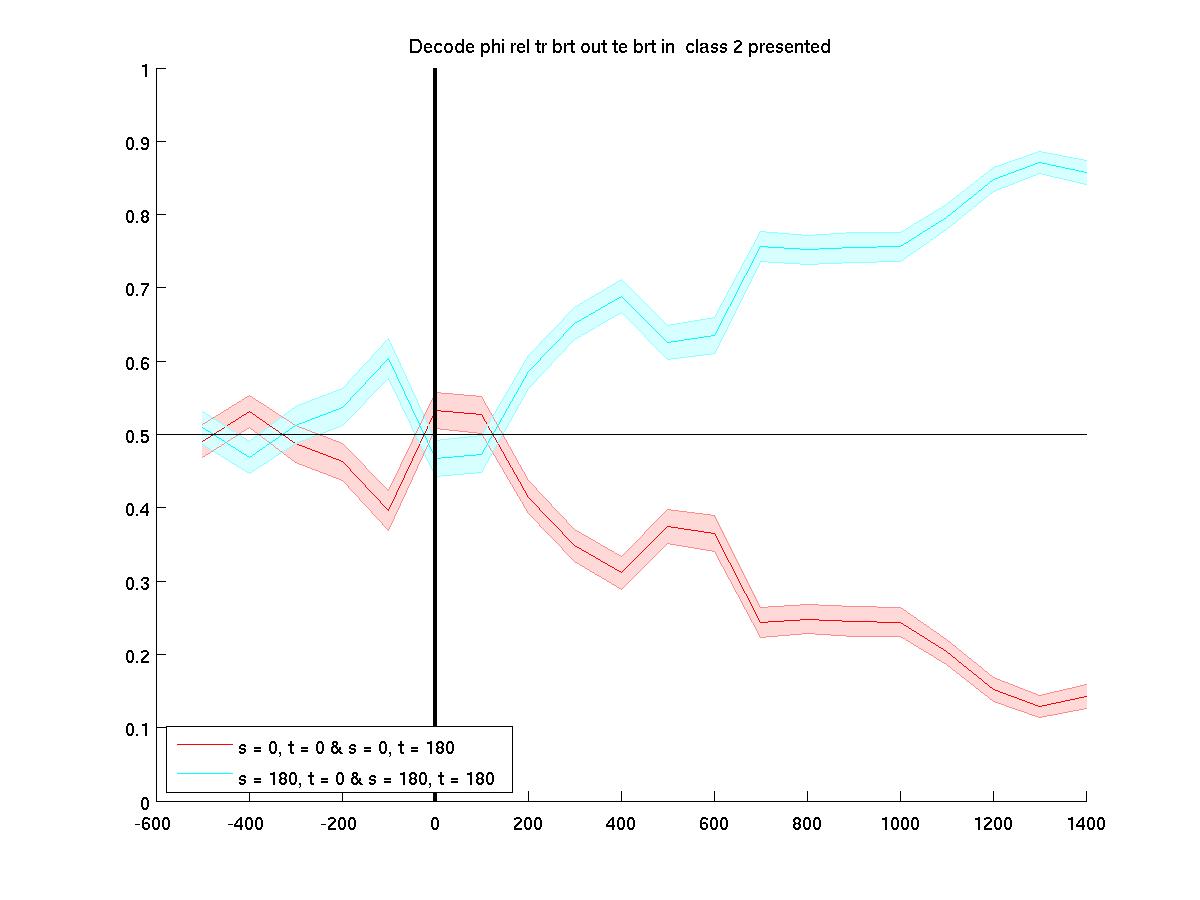 Decode phi rel tr brt out te brt in  class 2 presented
1
0.9
0.8
0.7
0.6
0.5
0.4
0.3
0.2
0.1
0
s = 0, t = 0 & s = 0, t = 180
s = 180, t = 0 & s = 180, t = 180
-600 -400 -200 0 200 400 600 800 1000 1200 1400